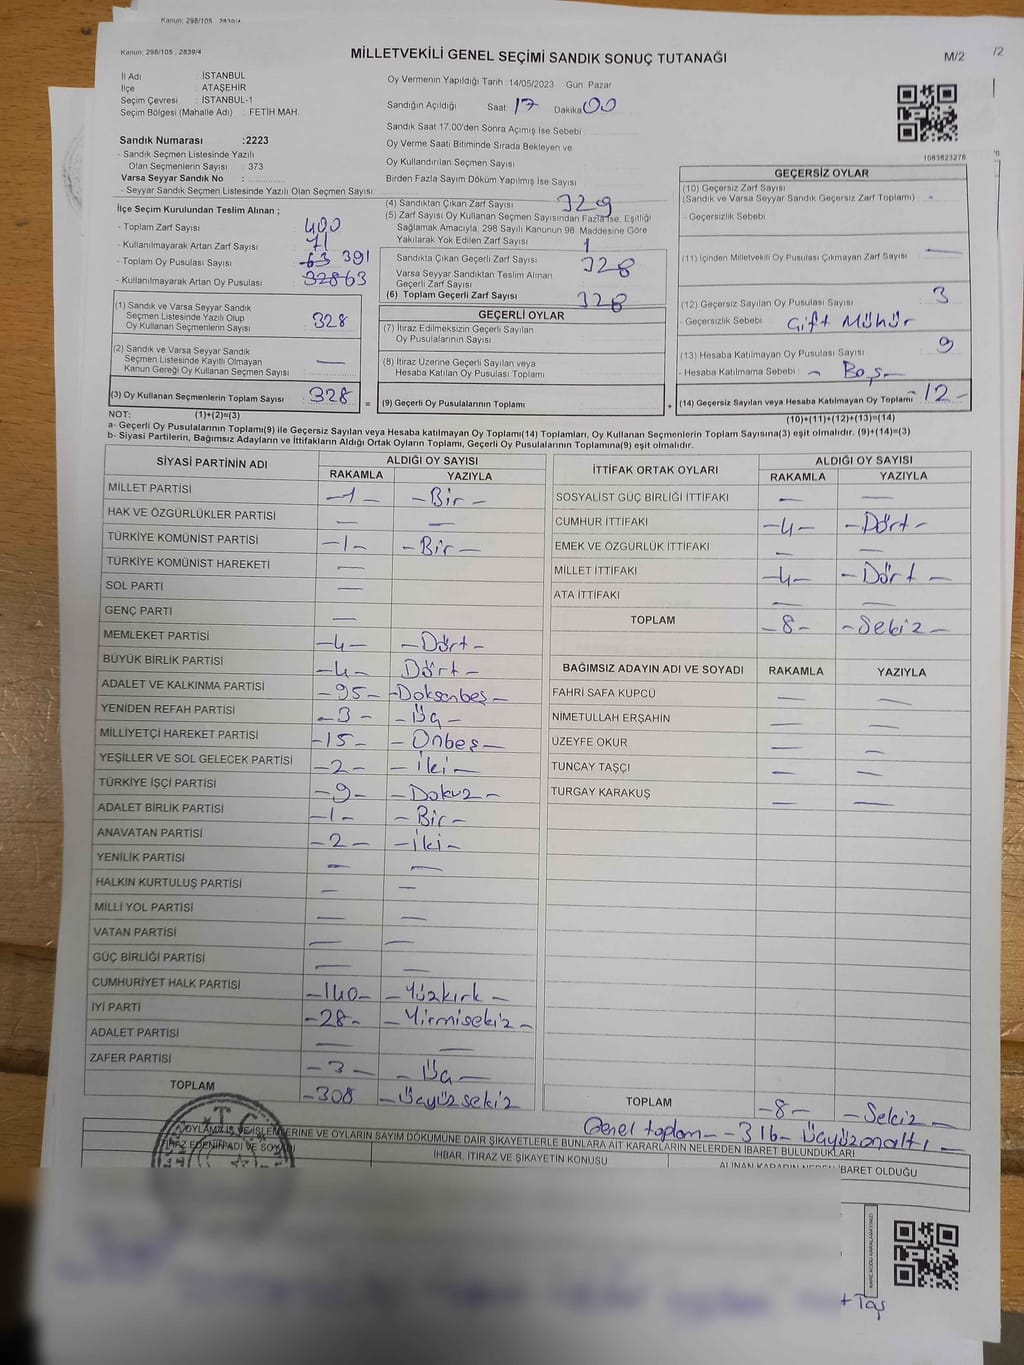 Kanun: 298/105 , 2839/4
Kanun: 298/105 , 2839/4
MİLLETVEKİLİ GENEL SEÇİMİ SANDIK SONUÇ TUTANAĞI
M/2
/2
İl Adı : İSTANBUL
İlçe : ATAŞEHİR
Seçim Çevresi : İSTANBUL-1
Seçim Bölgesi (Mahalle Adı) : FETİH MAH.
Oy Vermenin Yapıldığı Tarih : 14/05/2023 Gün: Pazar
Sandığın Açıldığı Saat: 17 Dakika 00
Sandık Saat 17.00'den Sonra Açımış İse Sebebi
Oy Verme Saati Bitiminde Sırada Bekleyen ve
Oy Kullandırılan Seçmen Sayısı
Birden Fazla Sayım Döküm Yapılmış İse Sayısı
1063823276
Sandık Numarası :2223
- Sandık Seçmen Listesinde Yazılı
Olan Seçmenlerin Sayısı : 373
Varsa Seyyar Sandık No :
- Seyyar Sandık Seçmen Listesinde Yazılı Olan Seçmen Sayısı:
İlçe Seçim Kurulundan Teslim Alınan ;
- Toplam Zarf Sayısı : 400
- Kullanılmayarak Artan Zarf Sayısı : 71
- Toplam Oy Pusulası Sayısı : 63 391
- Kullanılmayarak Artan Oy Pusulası : 328 63
(4) Sandıktan Çıkan Zarf Sayısı 329
(5) Zarf Sayısı Oy Kullanan Seçmen Sayısından Fazla ise, Eşitliği
Sağlamak Amacıyla, 298 Sayılı Kanunun 98. Maddesine Göre
Yakılarak Yok Edilen Zarf Sayısı 1
Sandıkta Çıkan Geçerli Zarf Sayısı 328
Varsa Seyyar Sandıktan Teslim Alınan
Geçerli Zarf Sayısı
(6) Toplam Geçerli Zarf Sayısı 328
GEÇERSİZ OYLAR
(10) Geçersiz Zarf Sayısı
(Sandık ve Varsa Seyyar Sandık Geçersiz Zarf Toplamı) : -
- Geçersizlik Sebebi
(11) İçinden Milletvekili Oy Pusulası Çıkmayan Zarf Sayısı —
(12) Geçersiz Sayılan Oy Pusulası Sayısı 3
- Geçersizlik Sebebi : Çift Mühür
(13) Hesaba Katılmayan Oy Pusulası Sayısı 9
- Hesaba Katılmama Sebebi : - Boş -
(14) Geçersiz Sayılan veya Hesaba Katılmayan Oy Toplamı -12-
(10)+(11)+(12)+(13)=(14)
(1) Sandık ve Varsa Seyyar Sandık
Seçmen Listesinde Yazılı Olup
Oy Kullanan Seçmenlerin Sayısı : 328
(2) Sandık ve Varsa Seyyar Sandık
Seçmen Listesinde Kayıtlı Olmayan
Kanun Gereği Oy Kullanan Seçmen Sayısı : —
(3) Oy Kullanan Seçmenlerin Toplam Sayısı : 328 =
GEÇERLİ OYLAR
(7) İtiraz Edilmeksizin Geçerli Sayılan
Oy Pusulalarının Sayısı
(8) İtiraz Üzerine Geçerli Sayılan veya
Hesaba Katılan Oy Pusulası Toplamı
(9) Geçerli Oy Pusulalarının Toplamı +
NOT: (1)+(2)=(3)
a- Geçerli Oy Pusulalarının Toplamı(9) ile Geçersiz Sayılan veya Hesaba katılmayan Oy Toplamı(14) Toplamları, Oy Kullanan Seçmenlerin Toplam Sayısına(3) eşit olmalıdır. (9)+(14)=(3)
b- Siyasi Partilerin, Bağımsız Adayların ve İttifakların Aldığı Ortak Oyların Toplamı, Geçerli Oy Pusulalarının Toplamına(9) eşit olmalıdır.
SİYASİ PARTİNİN ADI ALDIĞI OY SAYISI
RAKAMLA YAZIYLA
MİLLET PARTİSİ -1- -Bir-
HAK VE ÖZGÜRLÜKLER PARTİSİ — —
TÜRKİYE KOMÜNİST PARTİSİ -1- -Bir-
TÜRKİYE KOMÜNİST HAREKETİ —
SOL PARTİ —
GENÇ PARTİ —
MEMLEKET PARTİSİ -4- -Dört-
BÜYÜK BİRLİK PARTİSİ -4- Dört-
ADALET VE KALKINMA PARTİSİ -95- -Doksanbeş-
YENİDEN REFAH PARTİSİ -3- -Üç-
MİLLİYETÇİ HAREKET PARTİSİ -15- -Onbeş-
YEŞİLLER VE SOL GELECEK PARTİSİ -2- -İki-
TÜRKİYE İŞÇİ PARTİSİ -9- -Dokuz-
ADALET BİRLİK PARTİSİ -1- -Bir-
ANAVATAN PARTİSİ -2- -İki-
YENİLİK PARTİSİ — —
HALKIN KURTULUŞ PARTİSİ — —
MİLLİ YOL PARTİSİ — —
VATAN PARTİSİ — —
GÜÇ BİRLİĞİ PARTİSİ — —
CUMHURİYET HALK PARTİSİ -140- -Yüzkırk-
İYİ PARTİ -28- -Yirmisekiz-
ADALET PARTİSİ — —
ZAFER PARTİSİ -3- -Üç-
TOPLAM -308 -Üçyüzsekiz
İTTİFAK ORTAK OYLARI ALDIĞI OY SAYISI
RAKAMLA YAZIYLA
SOSYALİST GÜÇ BİRLİĞİ İTTİFAKI — —
CUMHUR İTTİFAKI -4- -Dört-
EMEK VE ÖZGÜRLÜK İTTİFAKI — —
MİLLET İTTİFAKI -4- -Dört-
ATA İTTİFAKI — —
TOPLAM -8- -Sekiz-
BAĞIMSIZ ADAYIN ADI VE SOYADI RAKAMLA YAZIYLA
FAHRİ SAFA KÜPCÜ — —
NİMETULLAH ERŞAHİN — —
ÜZEYFE OKUR — —
TUNCAY TAŞÇI — —
TURGAY KARAKUŞ — —
TOPLAM -8- -Sekiz-
Genel toplam- -316- Üçyüzonaltı-
OYLAMA İŞ VE İŞLEMLERİNE VE OYLARIN SAYIM DÖKÜMÜNE DAİR ŞİKAYETLERLE BUNLARA AİT KARARLARIN NELERDEN İBARET BULUNDUKLARI
İTİRAZ EDENİN ADI VE SOYADI
İHBAR, İTİRAZ VE ŞİKAYETİN KONUSU
ALINAN KARARIN NEDEN İBARET OLDUĞU
T.C.